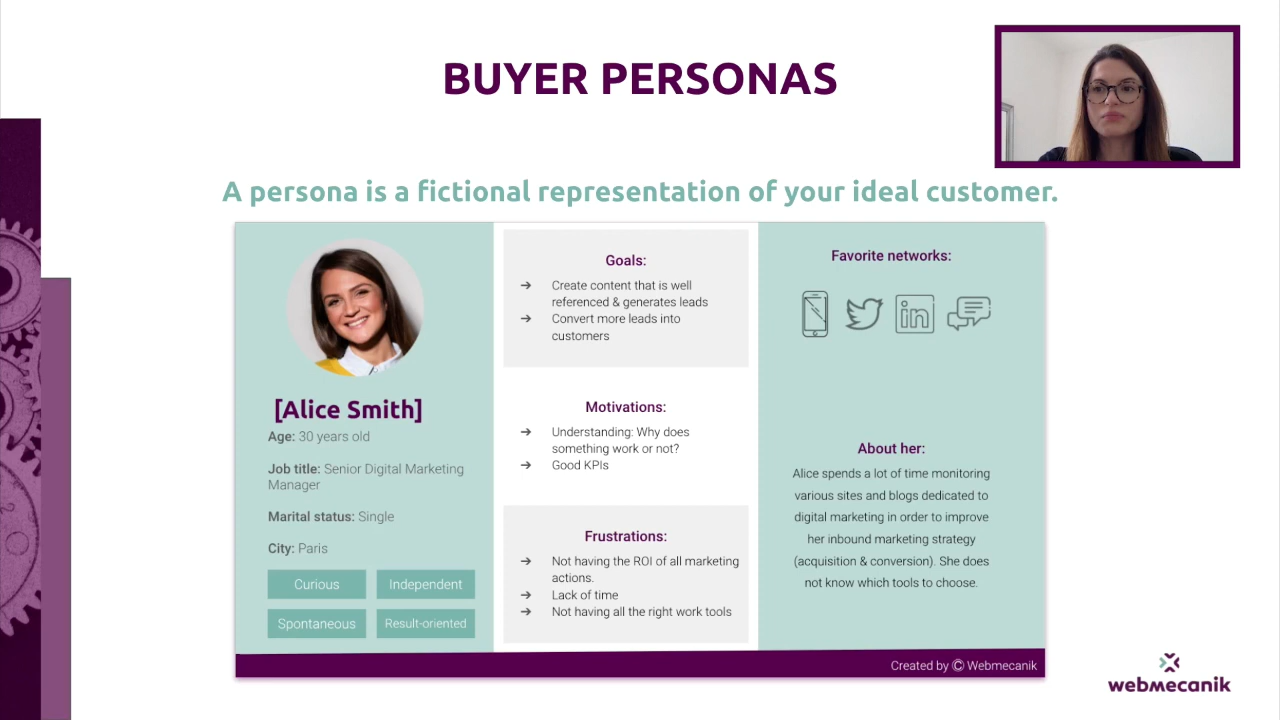 BUYER PERSONAS
A persona is a fictional representation of your ideal customer.
[Alice Smith]
Age: 30 years old
Job title: Senior Digital Marketing
Manager
Marital status: Single
City: Paris
Curious
Independent
Spontaneous
Result-oriented
Goals:
➔ Create content that is well
referenced & generates leads
➔ Convert more leads into
customers
Motivations:
➔ Understanding: Why does
something work or not?
➔ Good KPIs
Frustrations:
➔ Not having the ROI of all marketing
actions.
➔ Lack of time
➔ Not having all the right work tools
Favorite networks:
in
About her:
Alice spends a lot of time monitoring
various sites and blogs dedicated to
digital marketing in order to improve
her inbound marketing strategy
(acquisition & conversion). She does
not know which tools to choose.
Created by © Webmecanik
webmecanik